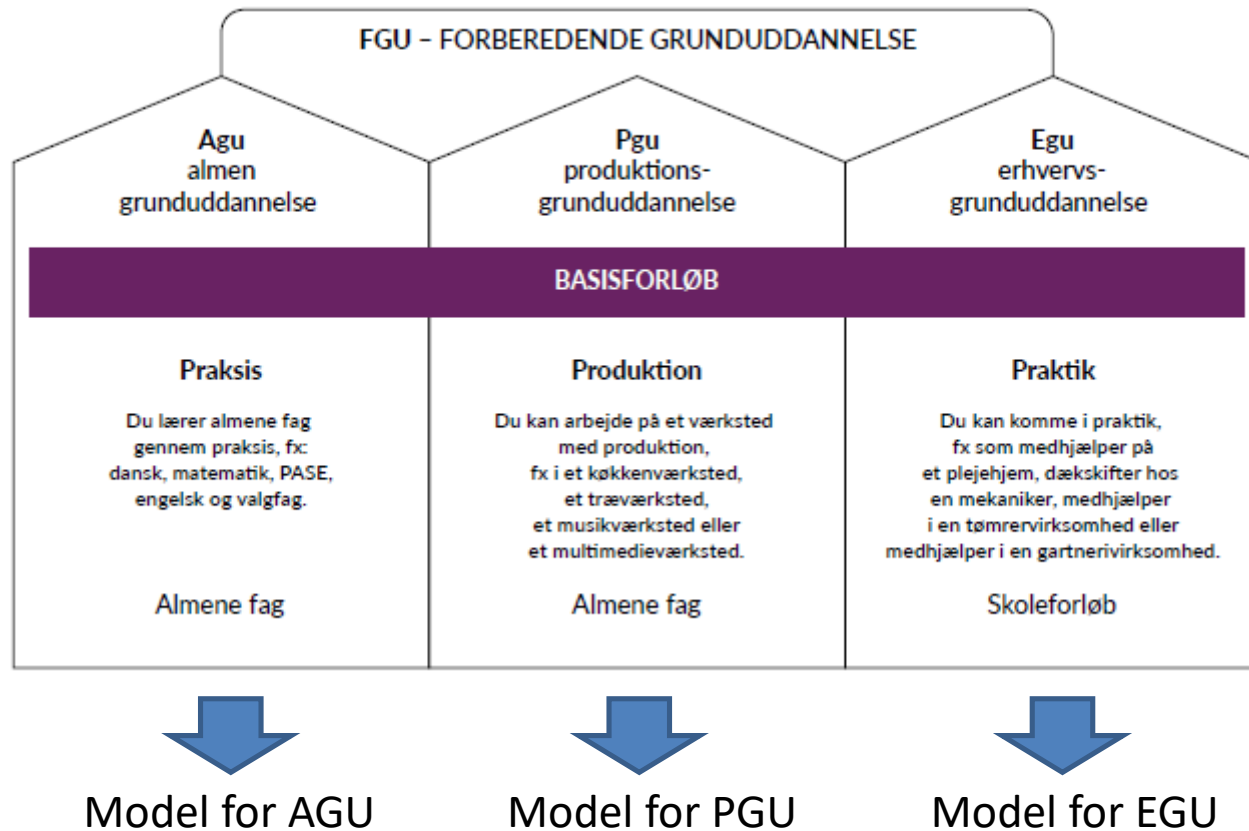 FGU – FORBEREDENDE GRUNDUDDANNELSE
Agu
almen
grunduddannelse
Pgu
produktions-
grunduddannelse
Egu
erhvervs-
grunduddannelse
BASISFORLØB
Praksis
Du lærer almene fag
gennem praksis, fx:
dansk, matematik, PASE,
engelsk og valgfag.
Almene fag
Produktion
Du kan arbejde på et værksted
med produktion,
fx i et køkkenværksted,
et træværksted,
et musikværksted eller
et multimedieværksted.
Almene fag
Praktik
Du kan komme i praktik,
fx som medhjælper på
et plejehjem, dækskifter hos
en mekaniker, medhjælper
i en tømrervirksomhed eller
medhjælper i en gartnerivirksomhed.
Skoleforløb
Model for AGU
Model for PGU
Model for EGU